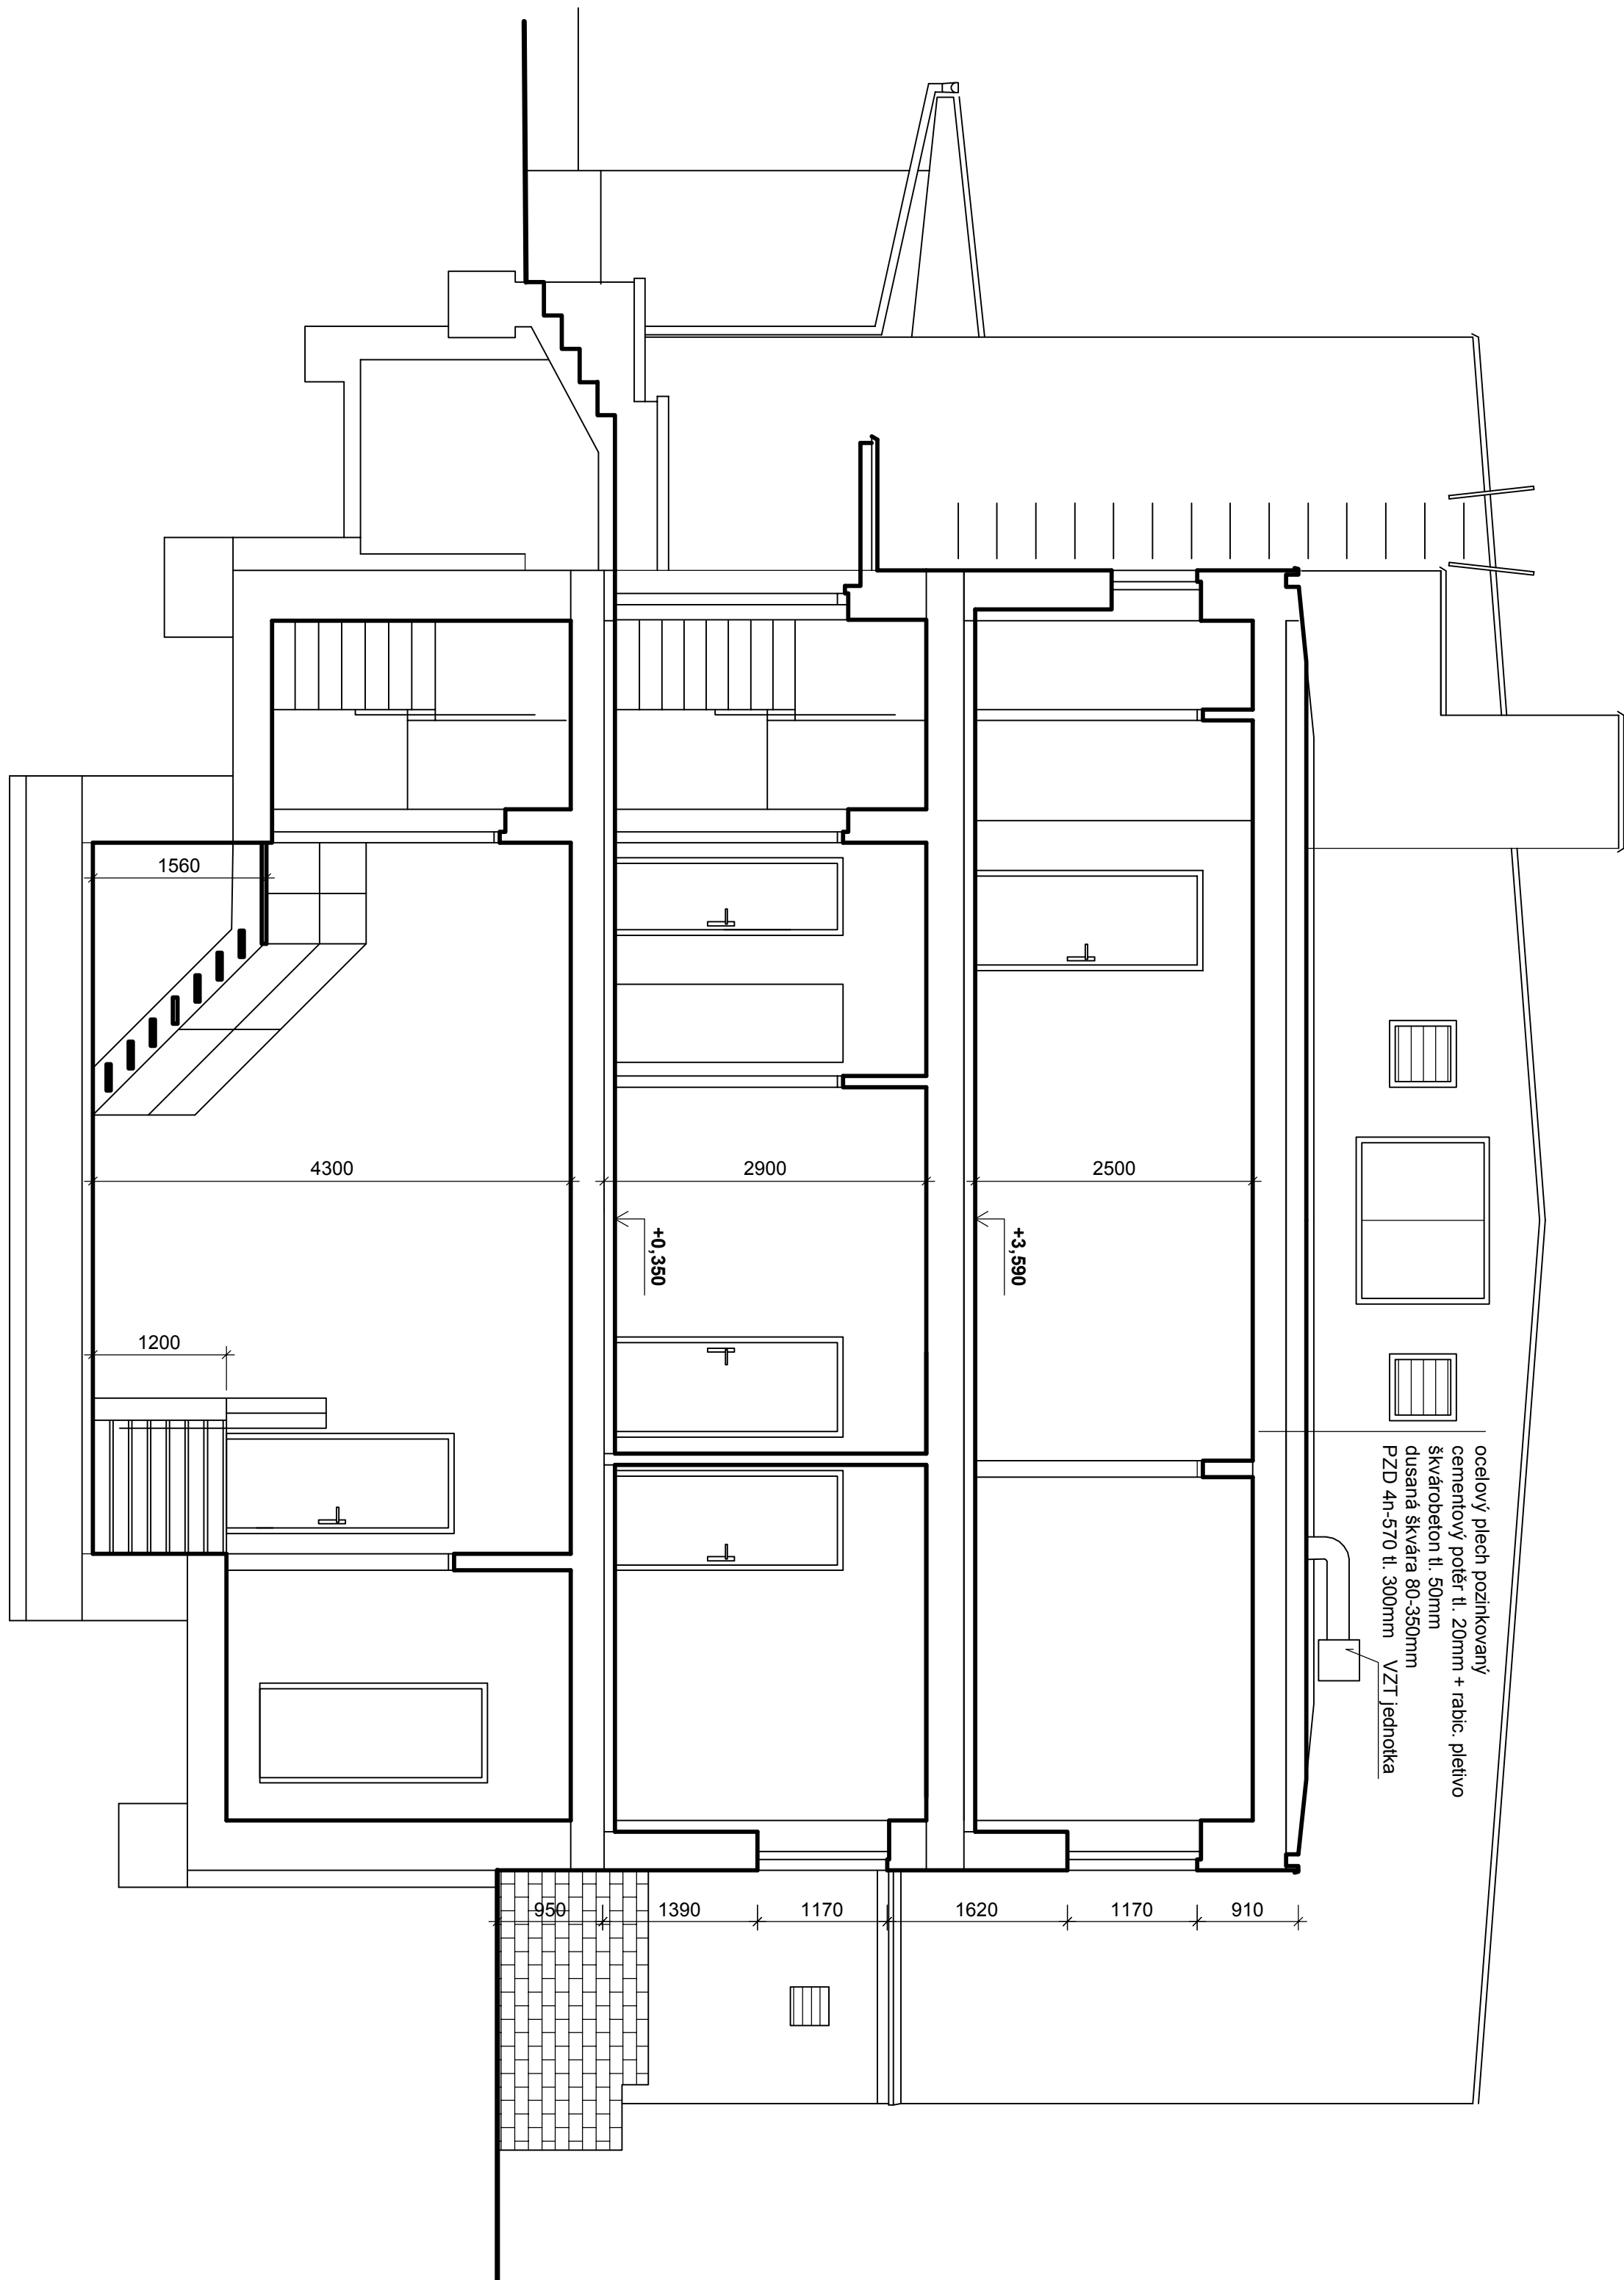 ocelový plech pozinkovaný
cementový potěr tl. 20mm + rabic. pletivo
škvárobeton tl. 50mm
dusaná škvára 80-350mm
PZD 4n-570 tl. 300mm
VZT jednotka
1560
4300
2900
2500
+0,350
+3,590
1200
950
1390
1170
1620
1170
910